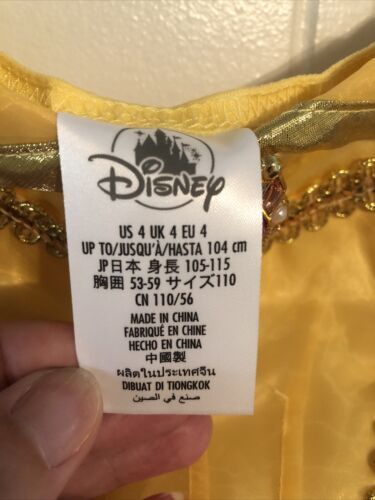 Disney
US 4 UK 4 EU 4
UP TO/JUSQU'À/HASTA 104 cm
JP日本 身長 105-115
胸囲 53-59 サイズ110
CN 110/56
MADE IN CHINA
FABRIQUÉ EN CHINE
HECHO EN CHINA
中國製
ผลิตในประเทศจีน
DIBUAT DI TIONGKOK
صنع في الصين